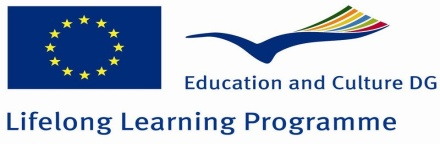 Education and Culture DG
Lifelong Learning Programme